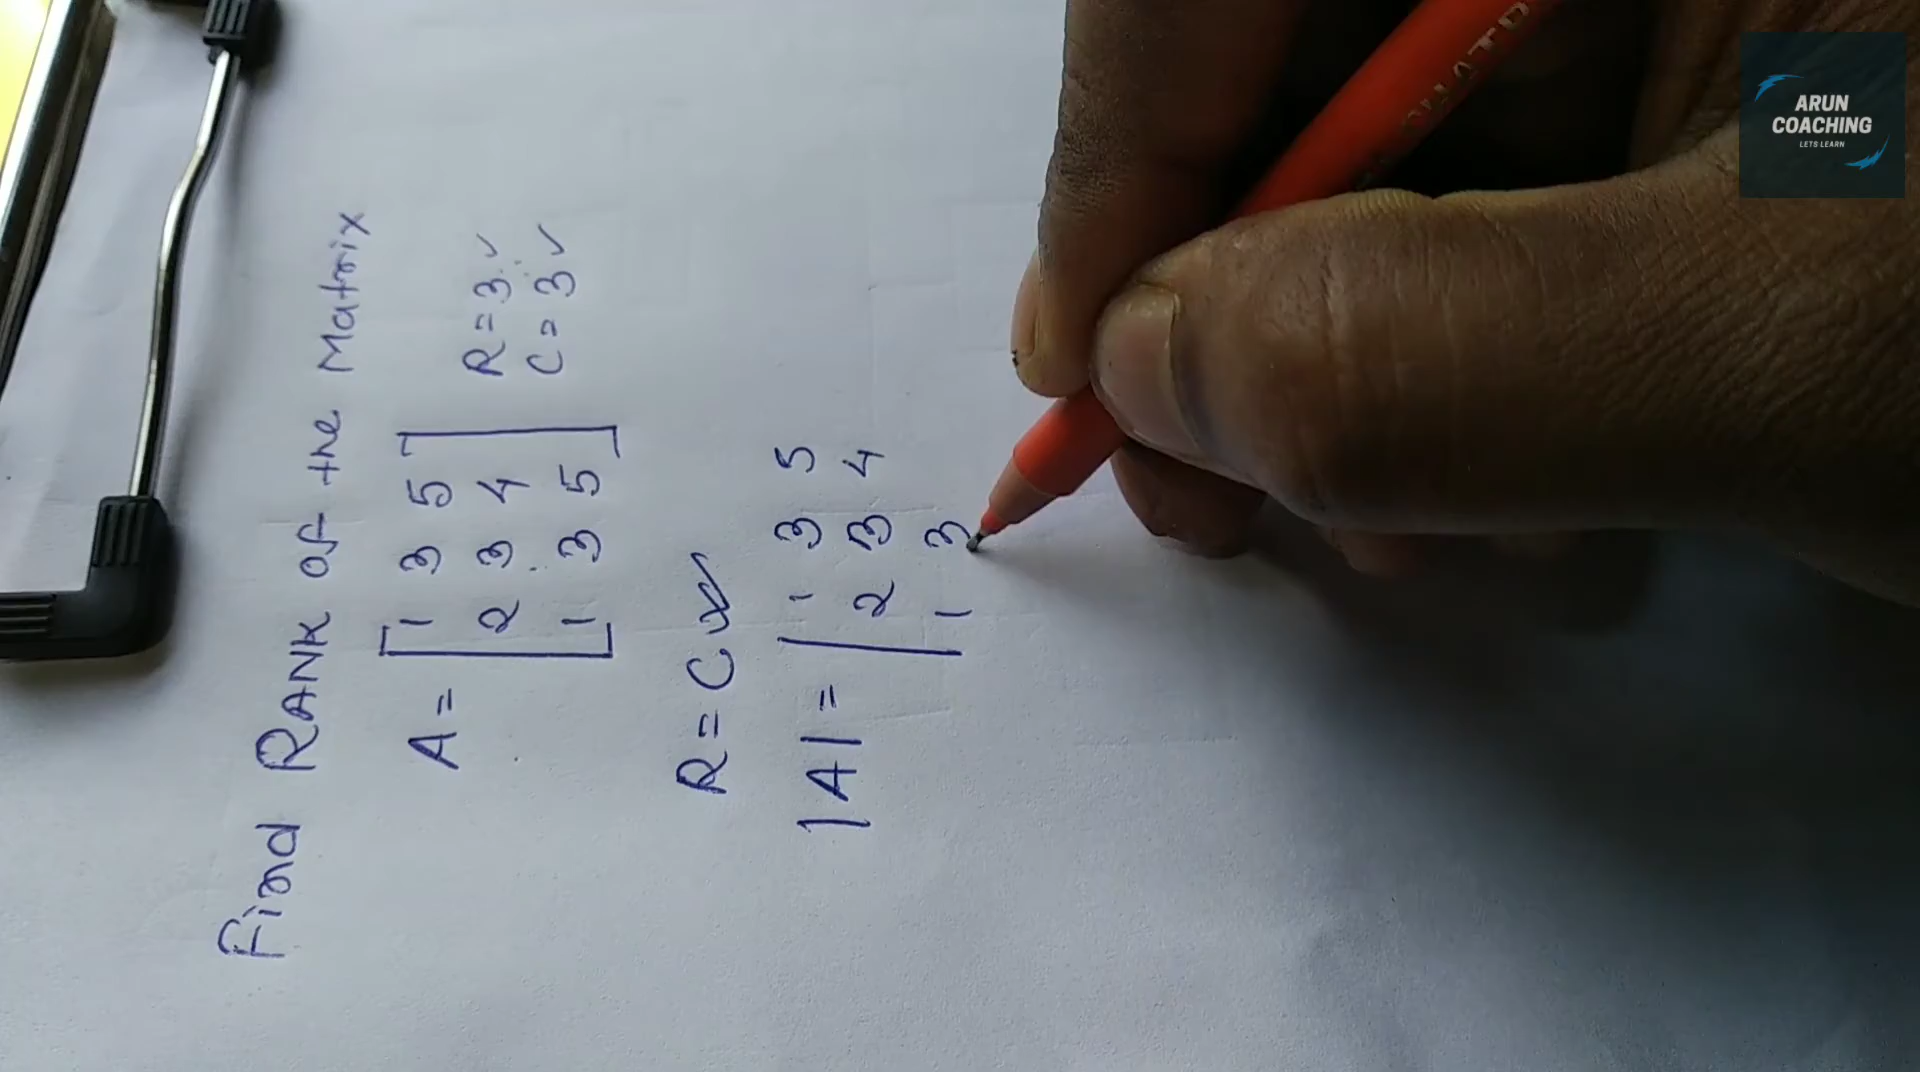 Find RANK of the Matrix
A = [ 1 3 5 ] R = 3 ✓
2 3 4 C = 3 ✓
1 3 5
R = C
|A| = | 1 3 5
2 3 4
1 3
ARUN
COACHING
LETS LEARN